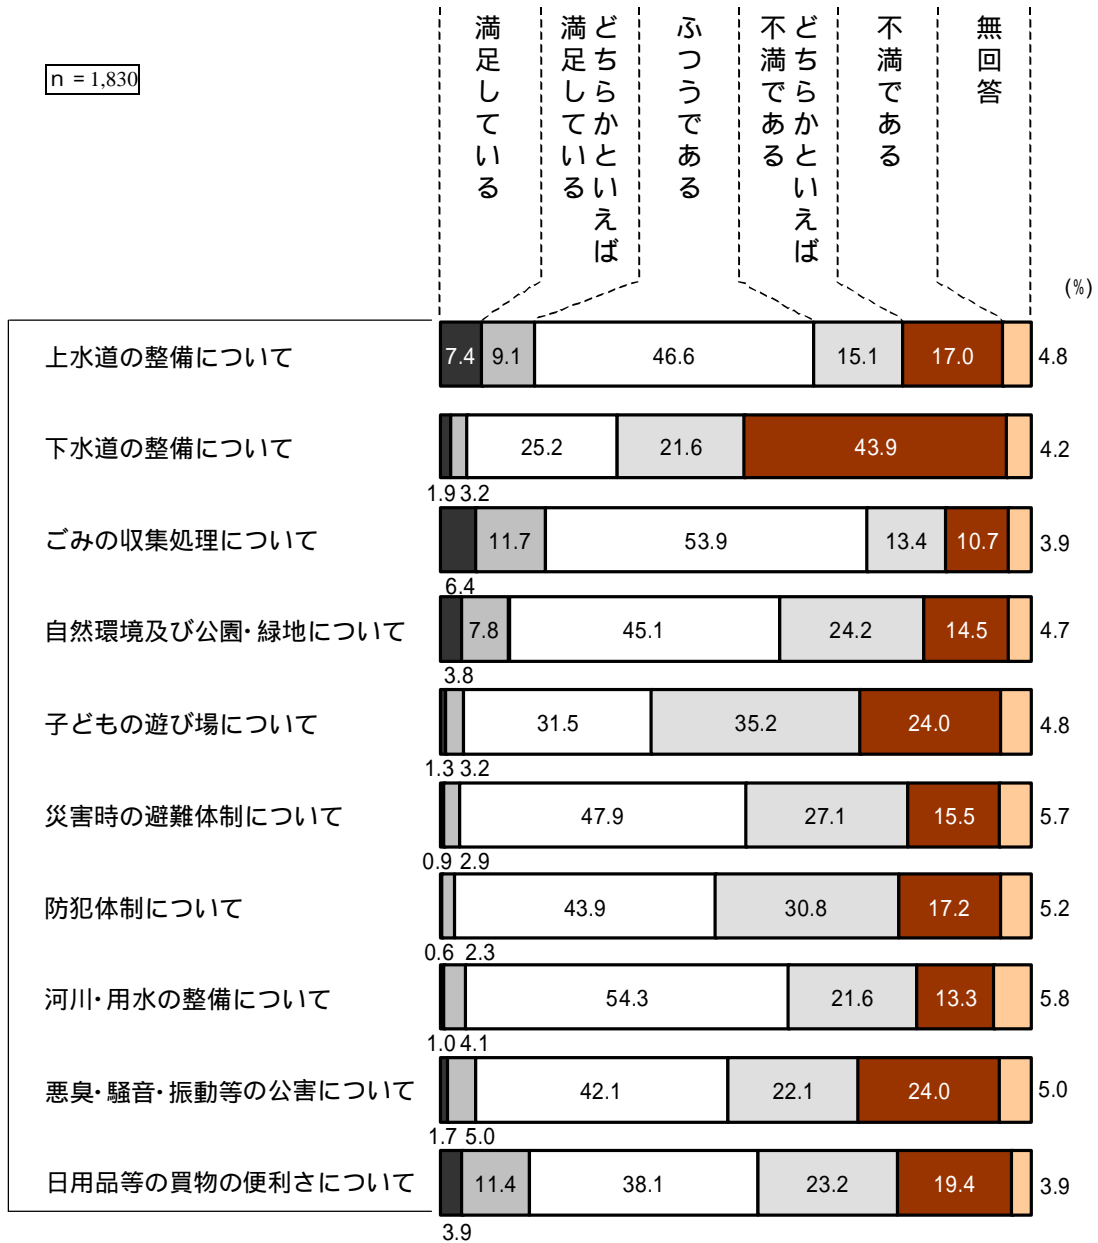 n = 1,830
満足している
どちらかといえば
満足している
ふつうである
どちらかといえば
不満である
不満である
無回答
(%)
上水道の整備について 7.4 9.1 46.6 15.1 17.0 4.8
下水道の整備について 25.2 21.6 43.9 4.2
1.9 3.2
ごみの収集処理について 11.7 53.9 13.4 10.7 3.9
6.4
自然環境及び公園・緑地について 7.8 45.1 24.2 14.5 4.7
3.8
子どもの遊び場について 31.5 35.2 24.0 4.8
1.3 3.2
災害時の避難体制について 47.9 27.1 15.5 5.7
0.9 2.9
防犯体制について 43.9 30.8 17.2 5.2
0.6 2.3
河川・用水の整備について 54.3 21.6 13.3 5.8
1.0 4.1
悪臭・騒音・振動等の公害について 42.1 22.1 24.0 5.0
1.7 5.0
日用品等の買物の便利さについて 11.4 38.1 23.2 19.4 3.9
3.9